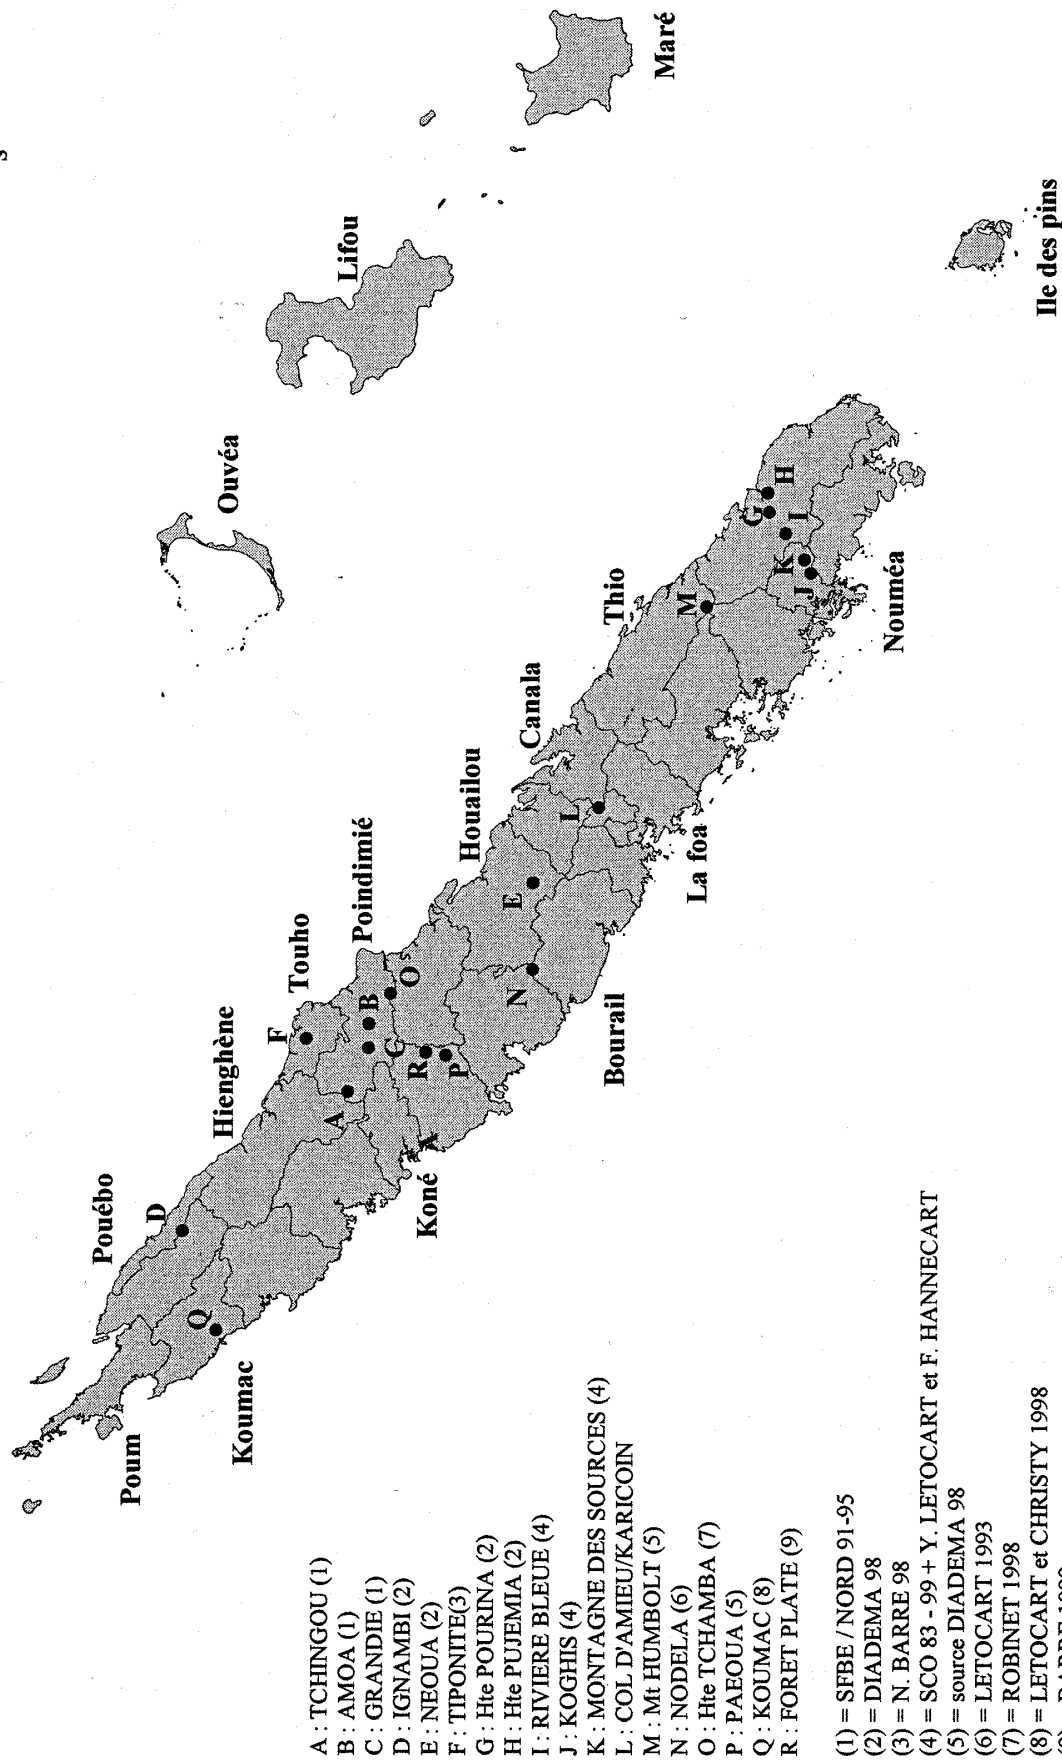 Poum
Koumac
Pouébo
Hienghène
Touho
Poindimié
Houailou
Canala
Thio
Koné
Bourail
La foa
Nouméa
Ouvéa
Lifou
Maré
Ile des pins
Q
D
A
F
B
C
O
R
P
N
E
L
M
G
H
I
K
J
A : TCHINGOU (1)
B : AMOA (1)
C : GRANDIE (1)
D : IGNAMBI (2)
E : NEOUA (2)
F : TIPONITE(3)
G : Hte POURINA (2)
H : Hte PUJEMIA (2)
I : RIVIERE BLEUE (4)
J : KOGHIS (4)
K : MONTAGNE DES SOURCES (4)
L : COL D'AMIEU/KARICOIN
M : Mt HUMBOLT (5)
N : NODELA (6)
O : Hte TCHAMBA (7)
P : PAEOUA (5)
Q : KOUMAC (8)
R : FORET PLATE (9)
(1) = SFBE / NORD 91-95
(2) = DIADEMA 98
(3) = N. BARRE 98
(4) = SCO 83 - 99 + Y. LETOCART et F. HANNECART
(5) = source DIADEMA 98
(6) = LETOCART 1993
(7) = ROBINET 1998
(8) = LETOCART et CHRISTY 1998